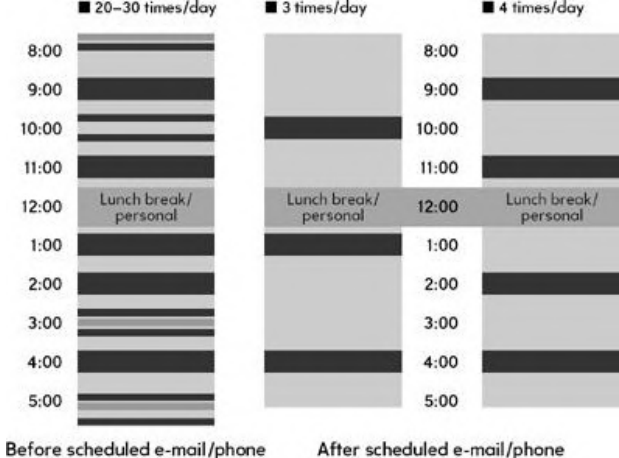 ■ 20–30 times/day
■ 3 times/day
■ 4 times/day
8:00
8:00
9:00
9:00
10:00
10:00
11:00
11:00
12:00
Lunch break/
personal
Lunch break/
personal
12:00
Lunch break/
personal
1:00
1:00
2:00
2:00
3:00
3:00
4:00
4:00
5:00
5:00
Before scheduled e-mail/phone
After scheduled e-mail/phone